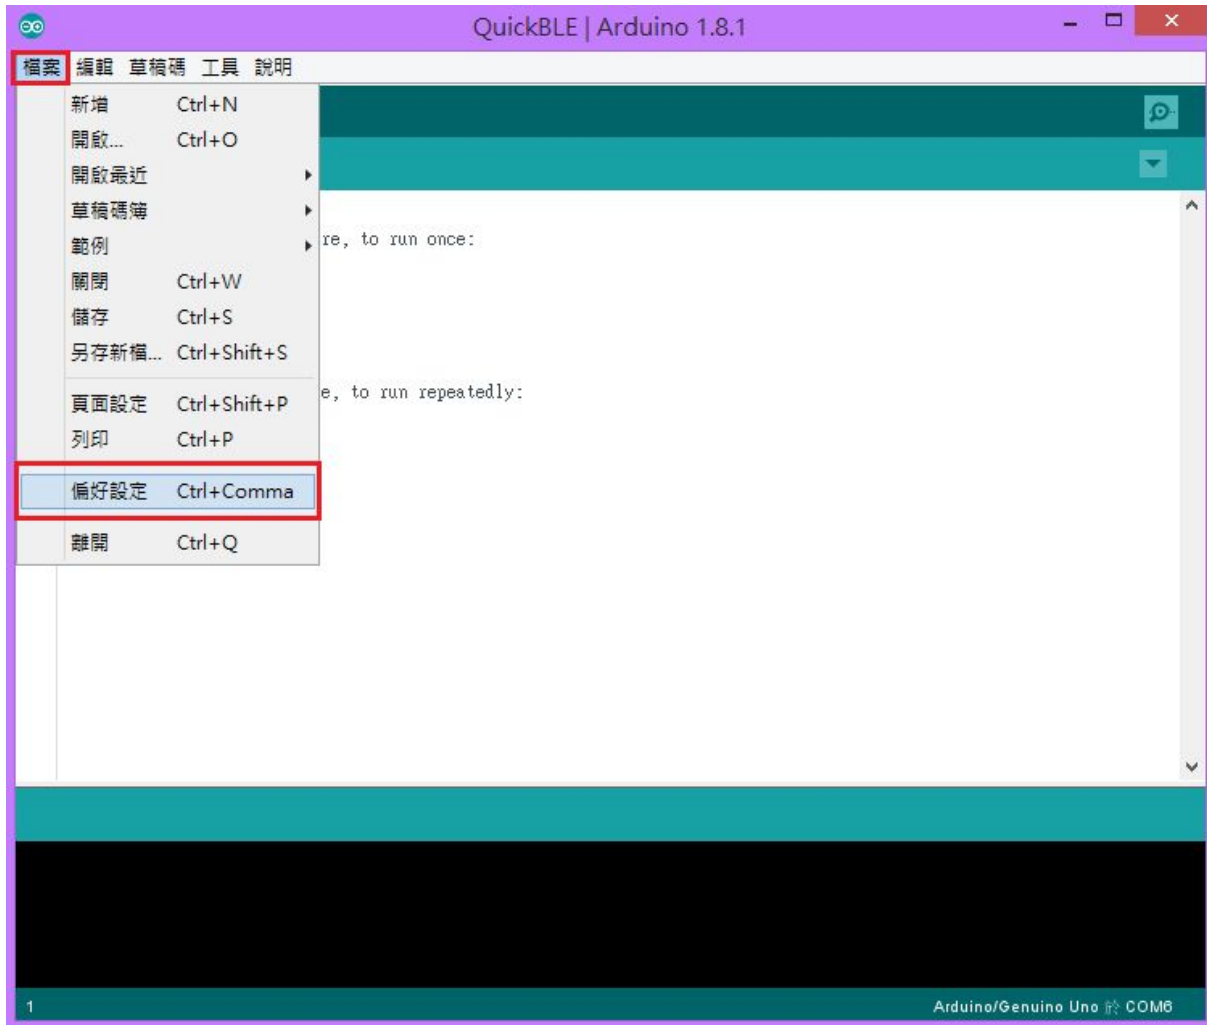 QuickBLE | Arduino 1.8.1
檔案 編輯 草稿碼 工具 說明
新增 Ctrl+N
開啟... Ctrl+O
開啟最近
草稿碼簿
範例
re, to run once:
關閉 Ctrl+W
儲存 Ctrl+S
另存新檔... Ctrl+Shift+S
頁面設定 Ctrl+Shift+P
e, to run repeatedly:
列印 Ctrl+P
偏好設定 Ctrl+Comma
離開 Ctrl+Q
1 Arduino/Genuino Uno 於 COM6